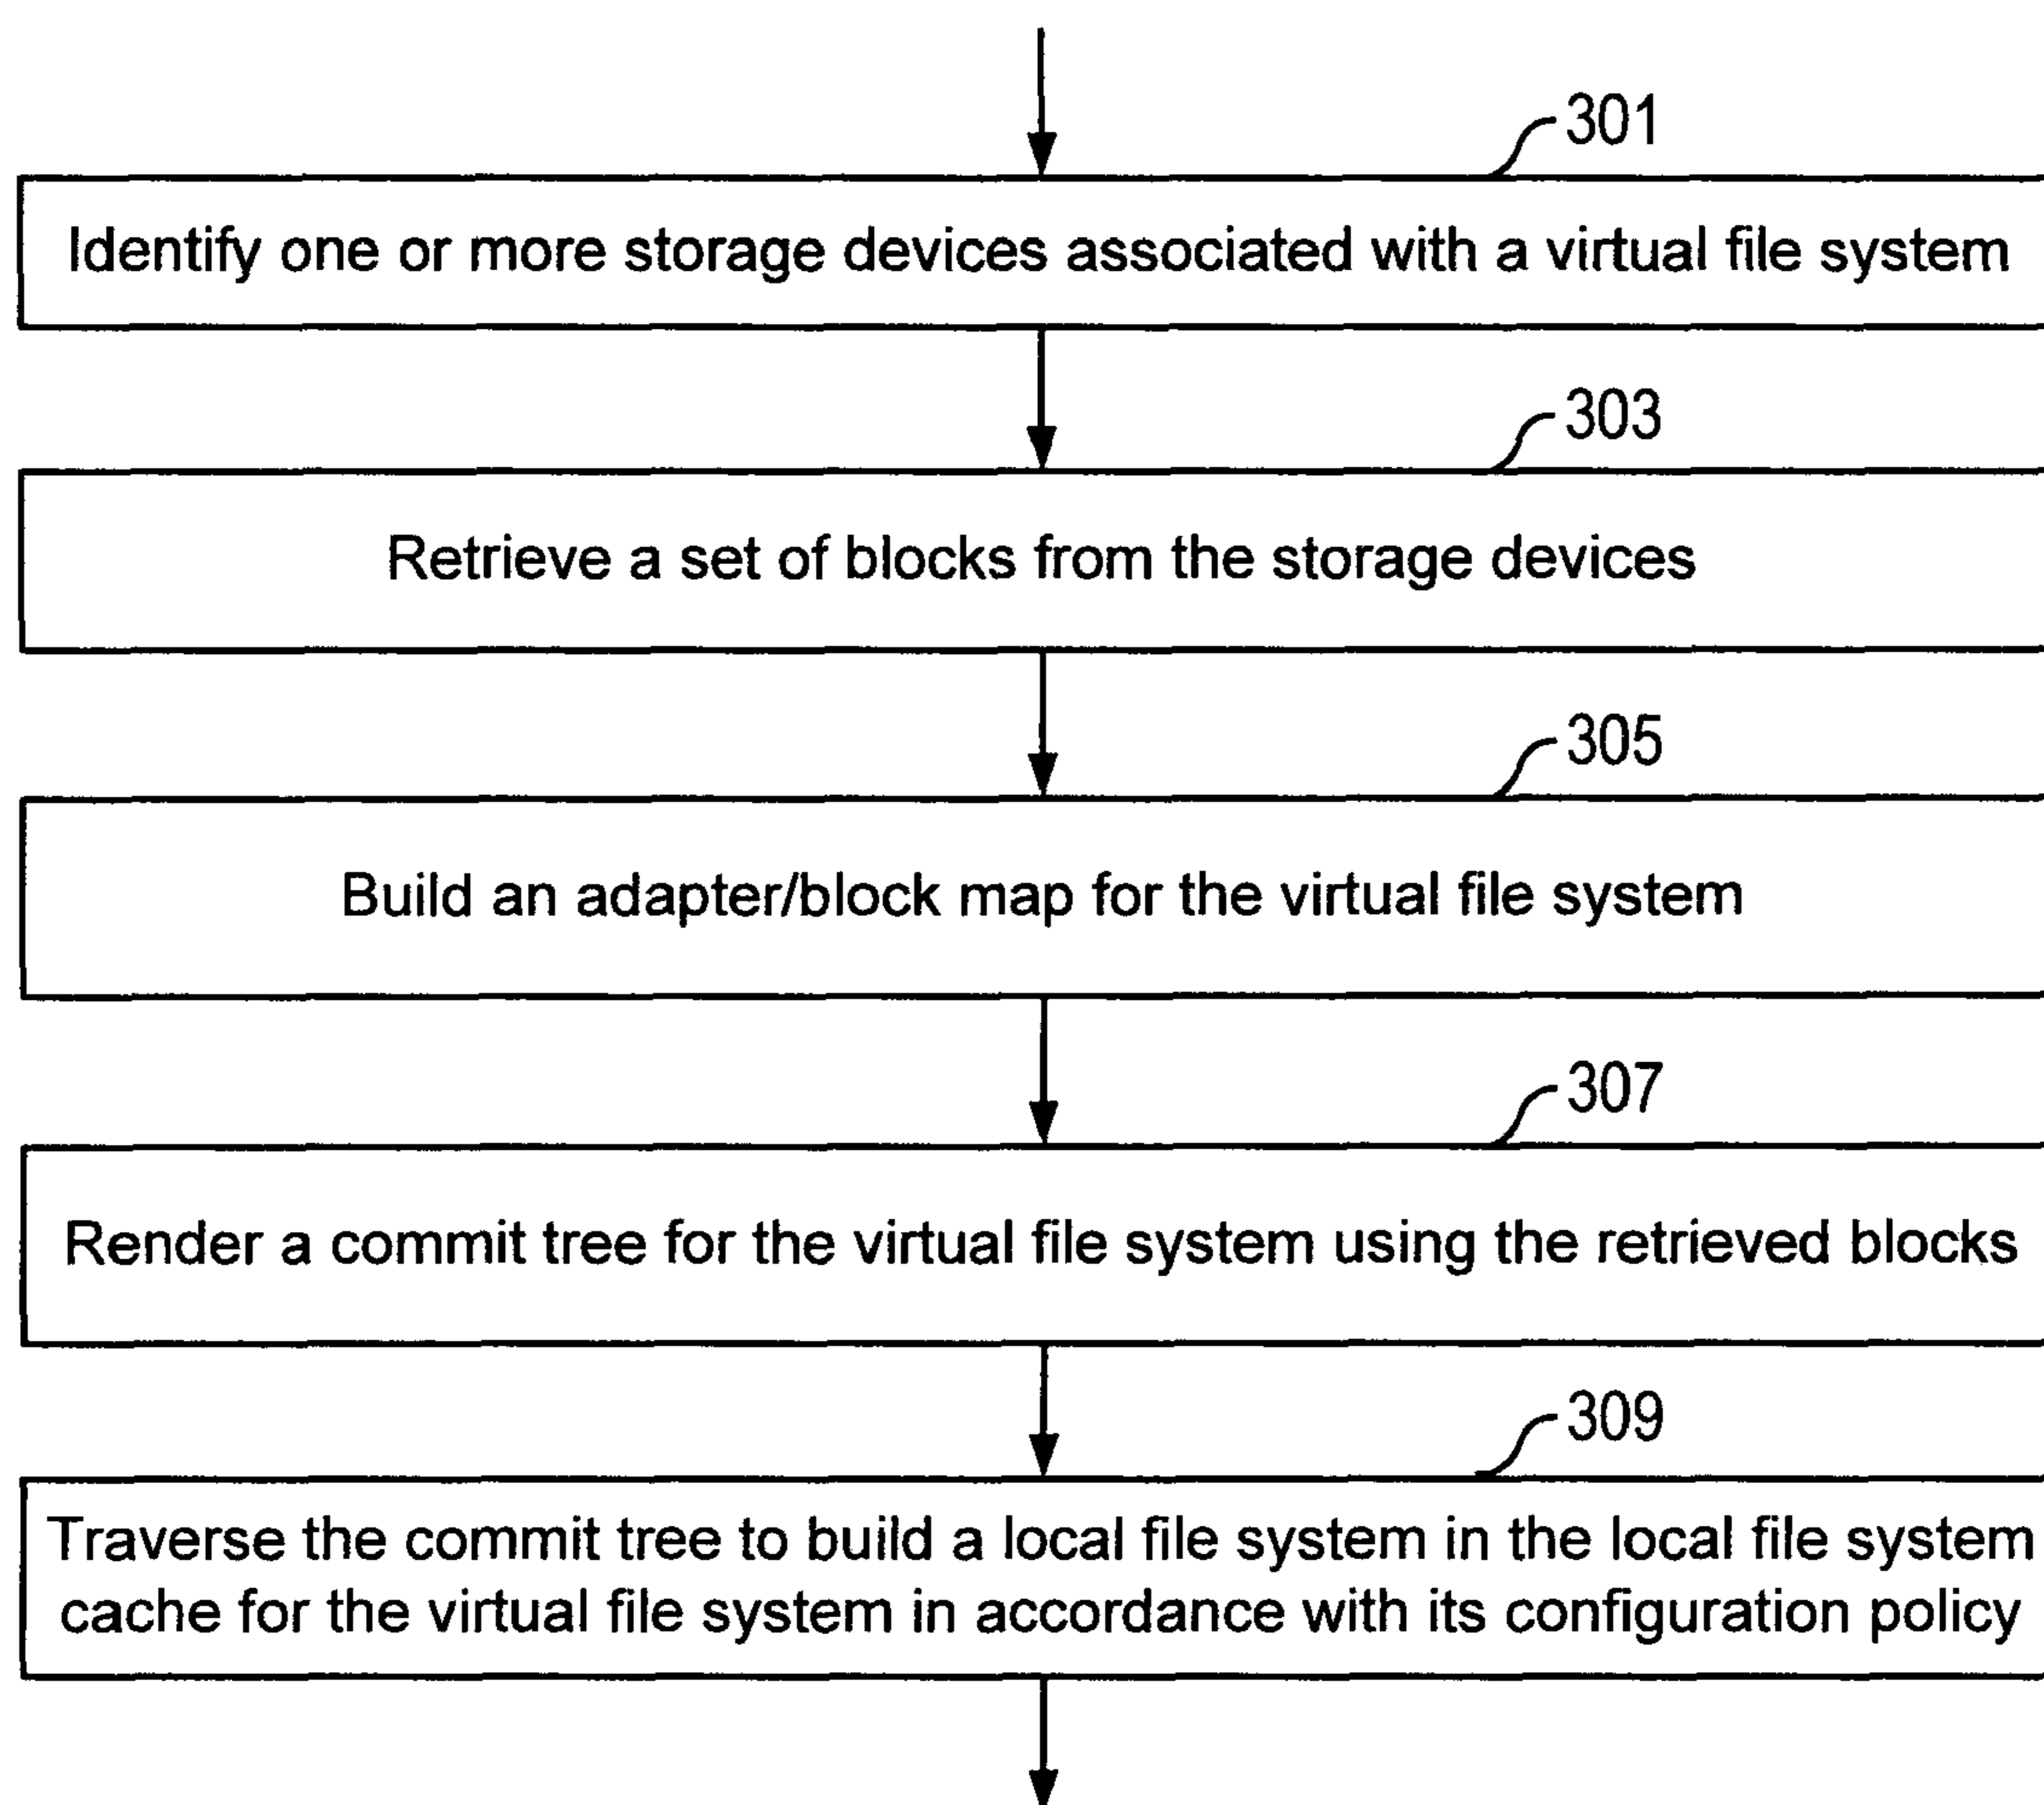 301
Identify one or more storage devices associated with a virtual file system
303
Retrieve a set of blocks from the storage devices
305
Build an adapter/block map for the virtual file system
307
Render a commit tree for the virtual file system using the retrieved blocks
309
Traverse the commit tree to build a local file system in the local file system
cache for the virtual file system in accordance with its configuration policy